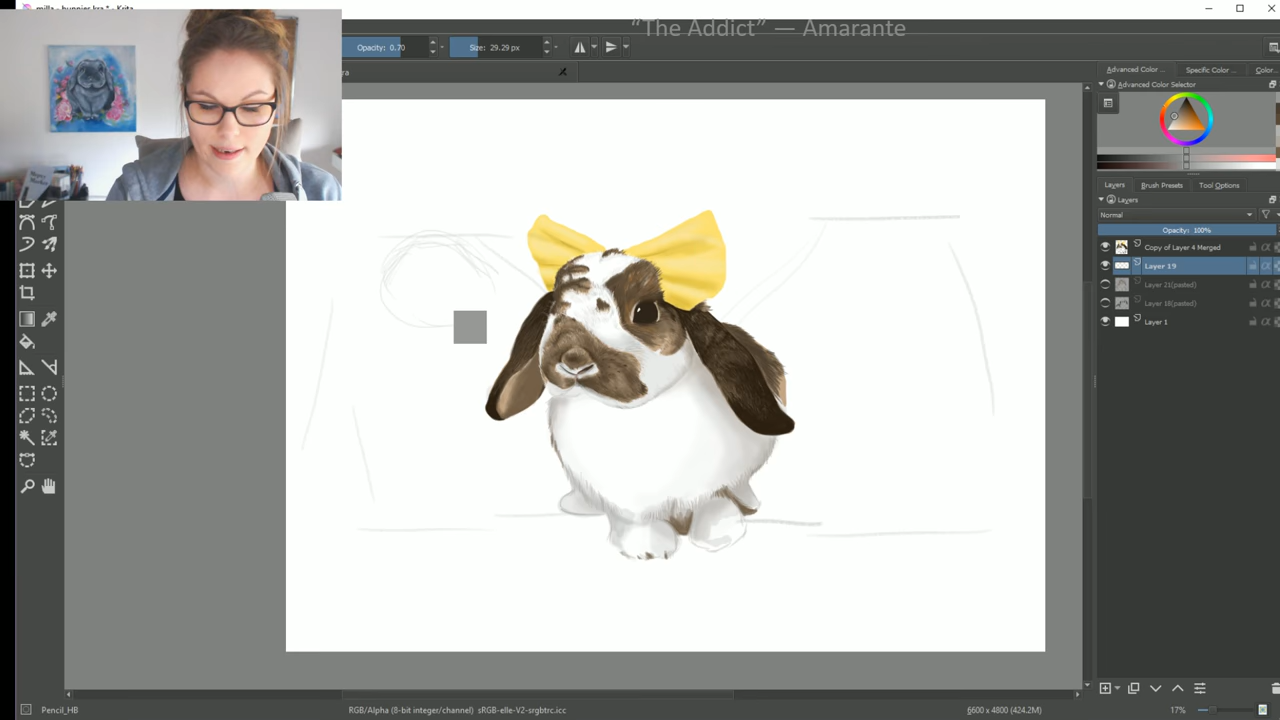 milla - bunnies.kra * - Krita
"The Addict" — Amarante
Opacity: 0.70
Size: 29.29 px
Advanced Color ...
Specific Color ...
Color...
Advanced Color Selector
Layers
Brush Presets
Tool Options
Layers
Normal
Opacity: 100%
Copy of Layer 4 Merged
Layer 19
Layer 21(pasted)
Layer 18(pasted)
Layer 1
Pencil_HB
RGB/Alpha (8-bit integer/channel) sRGB-elle-V2-srgbtrc.icc
6600 x 4800 (424.2M)
17%